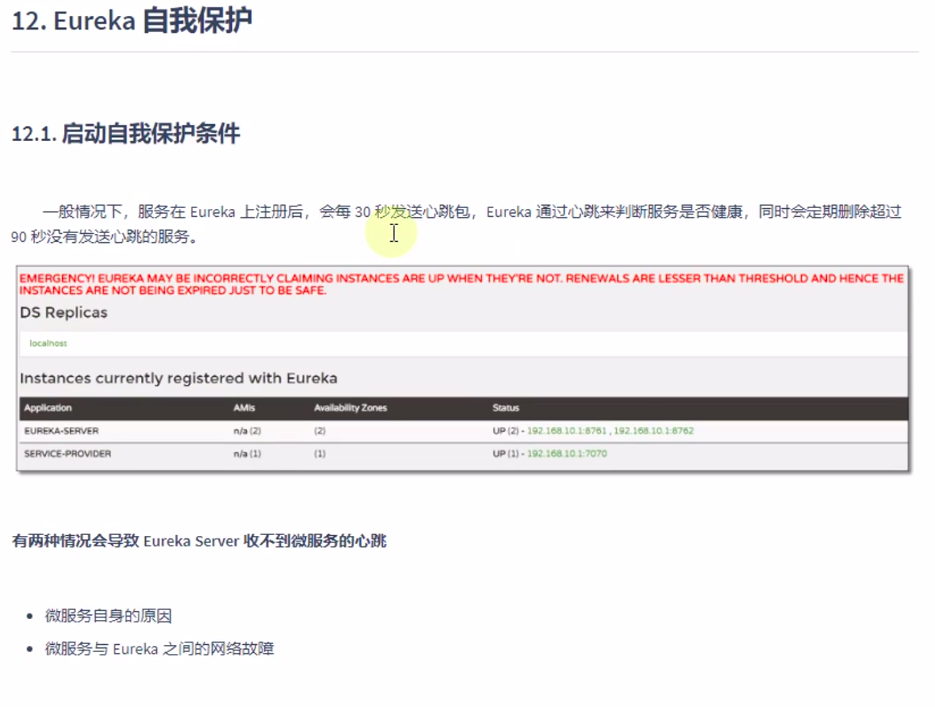 12. Eureka 自我保护
12.1. 启动自我保护条件
一般情况下，服务在 Eureka 上注册后，会每 30 秒发送心跳包，Eureka 通过心跳来判断服务是否健康，同时会定期删除超过
90 秒没有发送心跳的服务。
EMERGENCY! EUREKA MAY BE INCORRECTLY CLAIMING INSTANCES ARE UP WHEN THEY'RE NOT. RENEWALS ARE LESSER THAN THRESHOLD AND HENCE THE
INSTANCES ARE NOT BEING EXPIRED JUST TO BE SAFE.
DS Replicas
localhost
Instances currently registered with Eureka
Application AMIs Availability Zones Status
EUREKA-SERVER n/a (2) (2) UP (2) - 192.168.10.1:8761 , 192.168.10.1:8762
SERVICE-PROVIDER n/a (1) (1) UP (1) - 192.168.10.1:7070
有两种情况会导致 Eureka Server 收不到微服务的心跳
• 微服务自身的原因
• 微服务与 Eureka 之间的网络故障